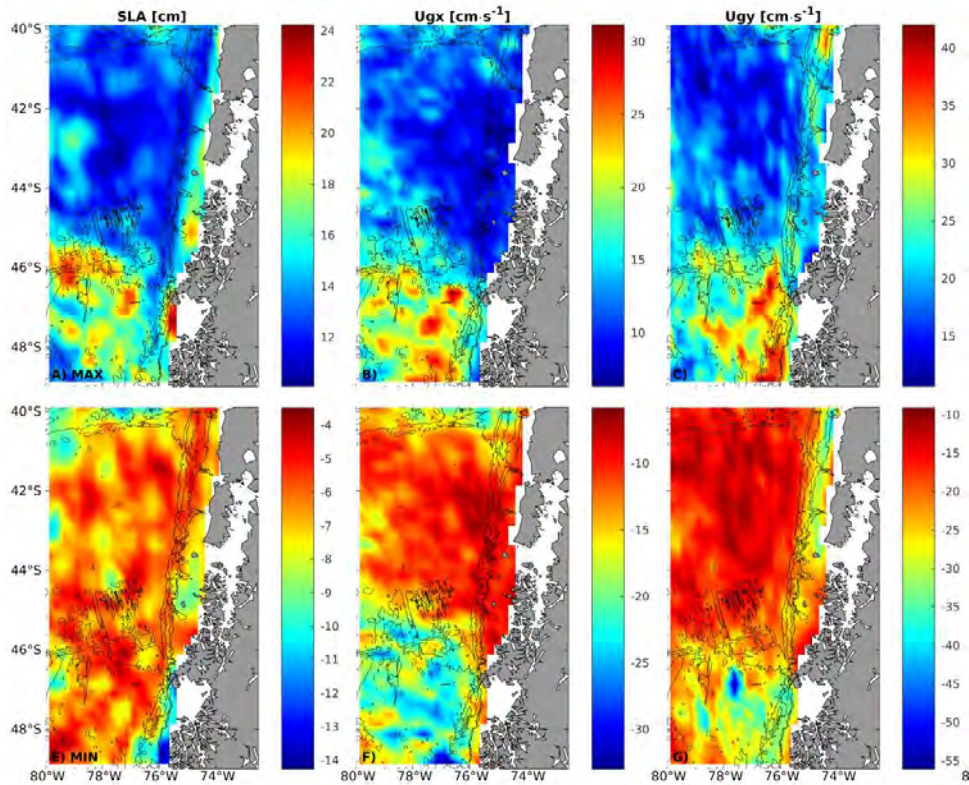 SLA [cm] Ugx [cm·s⁻¹] Ugy [cm·s⁻¹]
40°S 24 30 40
42°S 22 25 35
44°S 20 20 30
46°S 18 15 25
48°S 16 10 20
14 15
12
A) MAX B) C)
40°S -4 -10 -10
42°S -5 -15 -15
44°S -6 -20 -20
46°S -7 -25 -25
48°S -8 -30 -30
-9 -35
-10 -40
-11 -45
-12 -50
-13 -55
-14
E) MIN F) G)
80°W 78°W 76°W 74°W 80°W 78°W 76°W 74°W 80°W 78°W 76°W 74°W 8